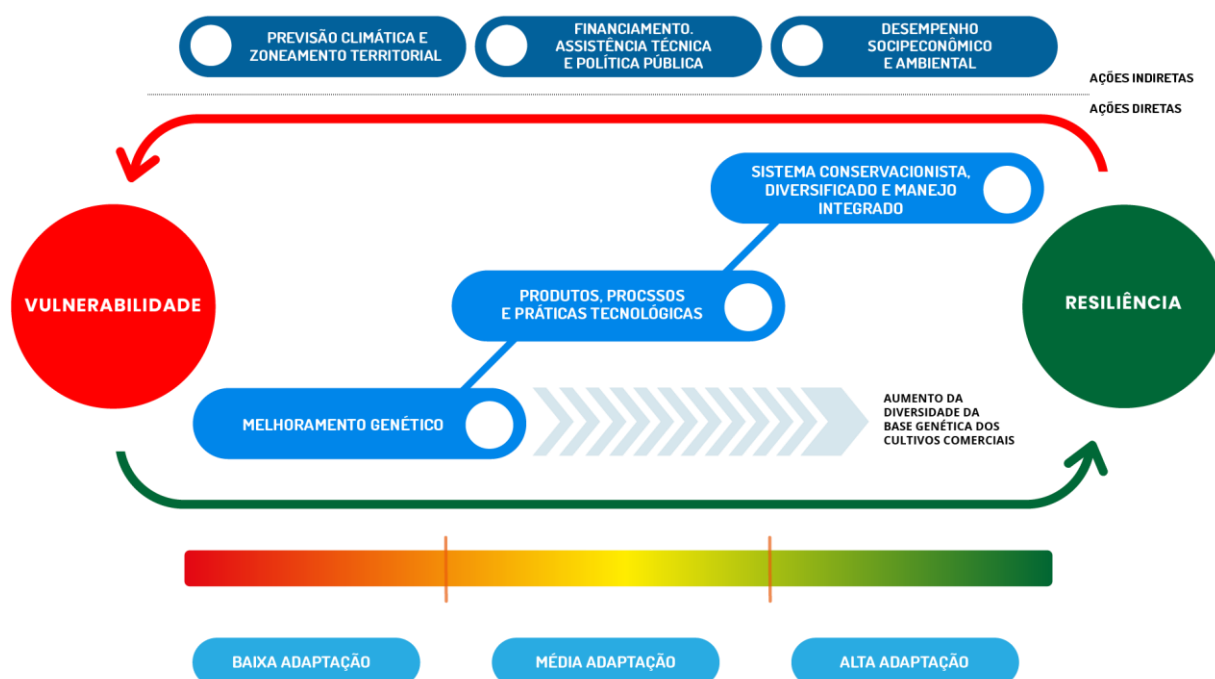 PREVISÃO CLIMÁTICA E
ZONEAMENTO TERRITORIAL
FINANCIAMENTO.
ASSISTÊNCIA TÉCNICA
E POLÍTICA PÚBLICA
DESEMPENHO
SOCIPECONÔMICO
E AMBIENTAL
AÇÕES INDIRETAS
AÇÕES DIRETAS
SISTEMA CONSERVACIONISTA,
DIVERSIFICADO E MANEJO
INTEGRADO
VULNERABILIDADE
PRODUTOS, PROCSSOS
E PRÁTICAS TECNOLÓGICAS
RESILIÊNCIA
MELHORAMENTO GENÉTICO
AUMENTO DA
DIVERSIDADE DA
BASE GENÉTICA DOS
CULTIVOS COMERCIAIS
BAIXA ADAPTAÇÃO
MÉDIA ADAPTAÇÃO
ALTA ADAPTAÇÃO